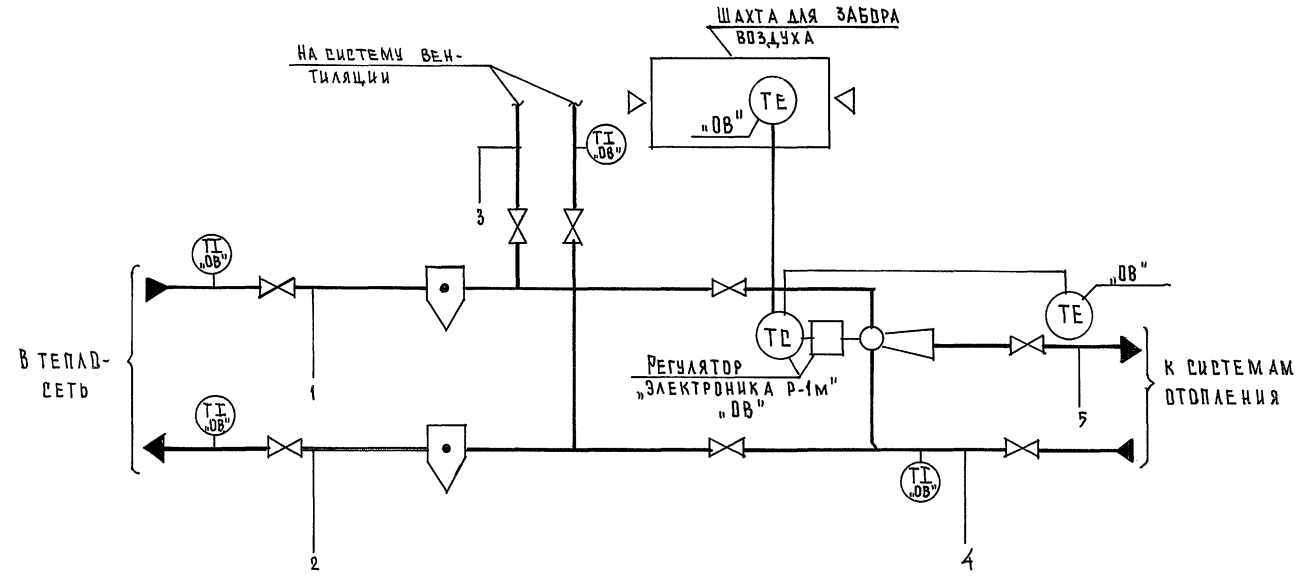 ШАХТА ДЛЯ ЗАБОРА
ВОЗДУХА
НА СИСТЕМУ ВЕН-
ТИЛЯЦИИ
TE
„ОВ"
TI
„ОВ"
3
TI
„ОВ"
„ОВ"
TE
TC
В ТЕПЛО-
СЕТЬ
РЕГУЛЯТОР
„ЭЛЕКТРОНИКА Р-1М"
„ОВ"
К СИСТЕМАМ
ОТОПЛЕНИЯ
1
5
TI
„ОВ"
TI
„ОВ"
2
4